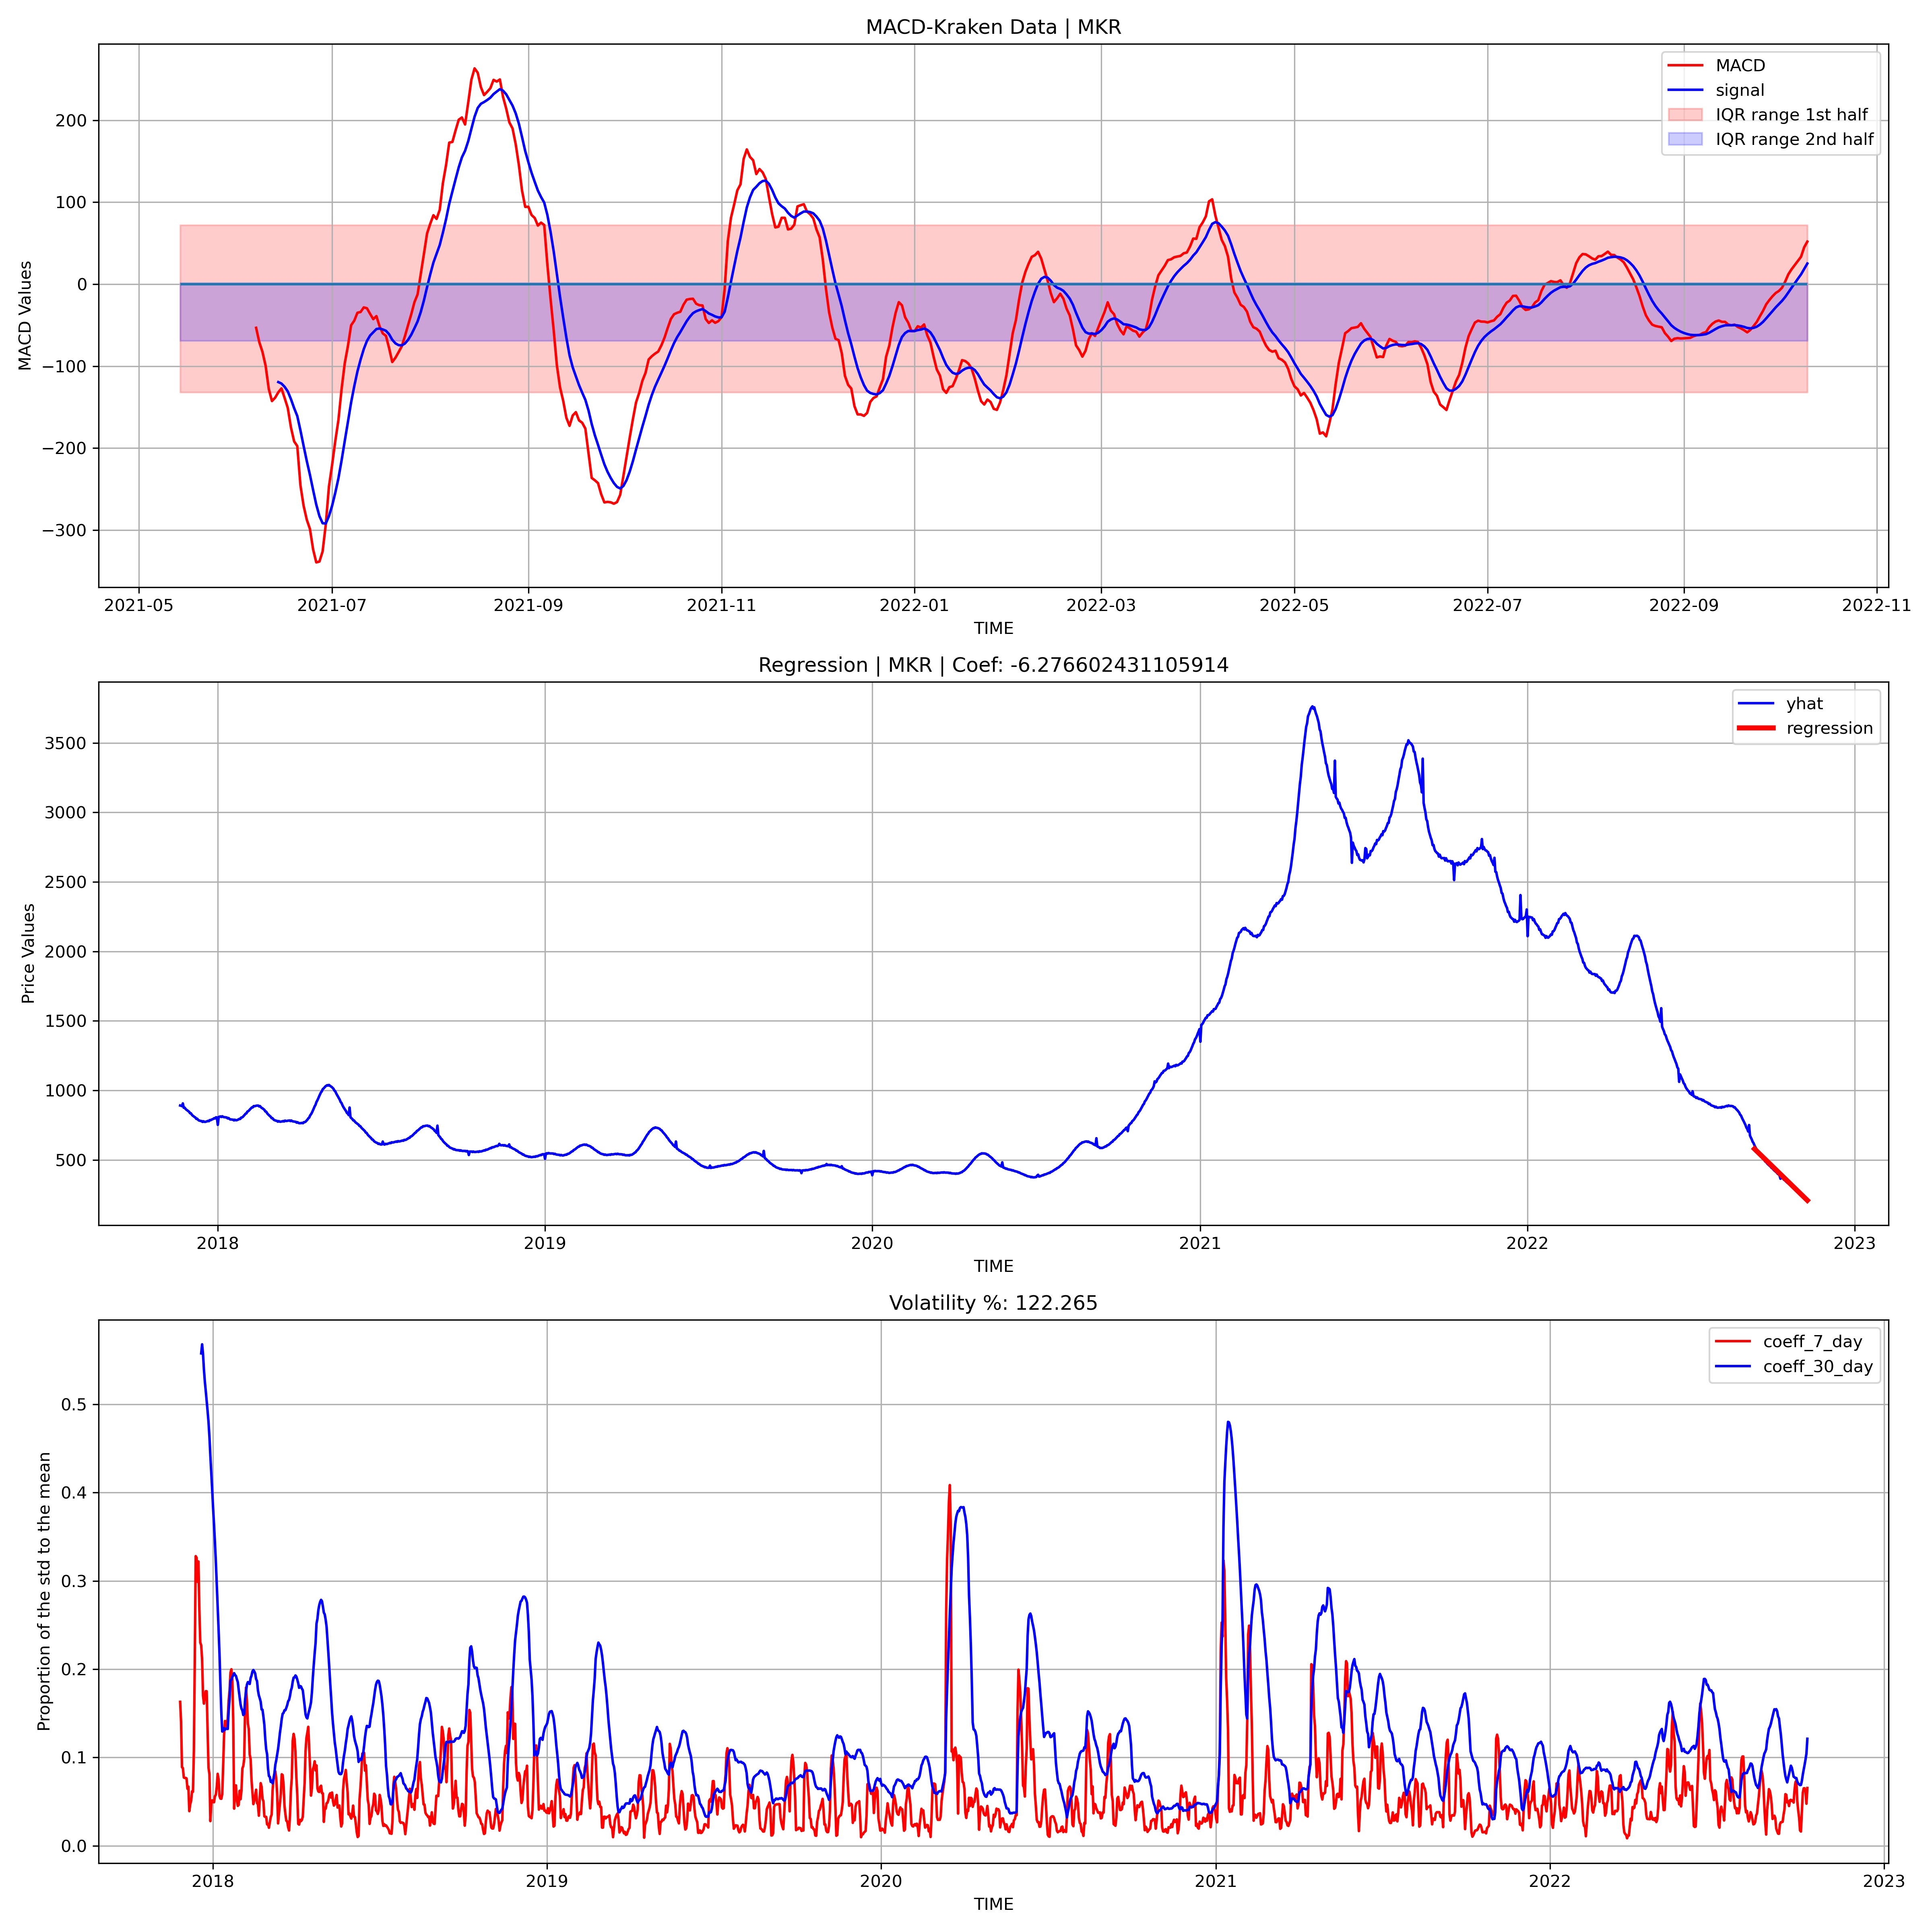 MACD-Kraken Data | MKR
MACD
signal
IQR range 1st half
IQR range 2nd half
MACD Values
200
100
0
−100
−200
−300
2021-05
2021-07
2021-09
2021-11
2022-01
2022-03
2022-05
2022-07
2022-09
2022-11
TIME
Regression | MKR | Coef: -6.276602431105914
yhat
regression
Price Values
3500
3000
2500
2000
1500
1000
500
2018
2019
2020
2021
2022
2023
TIME
Volatility %: 122.265
coeff_7_day
coeff_30_day
Proportion of the std to the mean
0.5
0.4
0.3
0.2
0.1
0.0
2018
2019
2020
2021
2022
2023
TIME